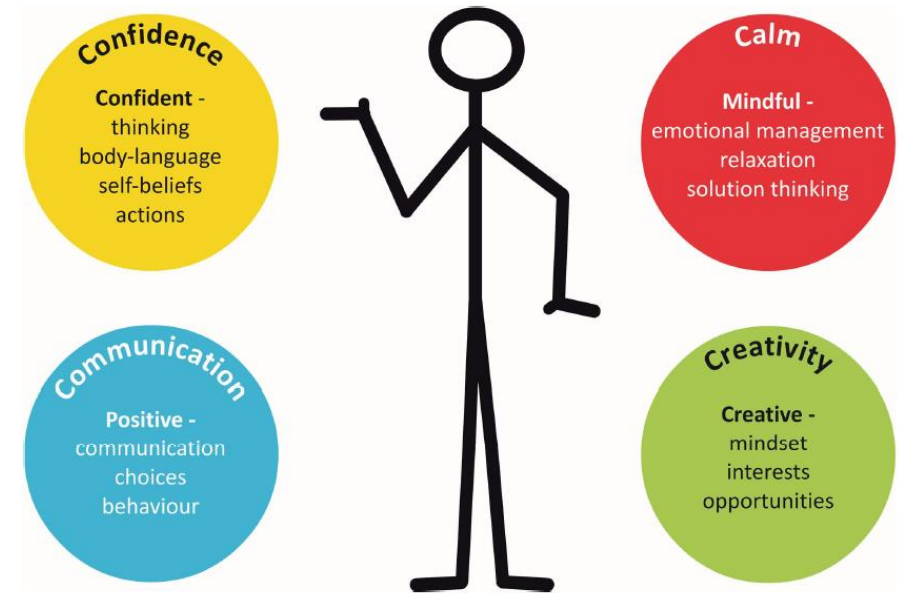 Confidence
Confident -
thinking
body-language
self-beliefs
actions
Calm
Mindful -
emotional management
relaxation
solution thinking
Communication
Positive -
communication
choices
behaviour
Creativity
Creative -
mindset
interests
opportunities